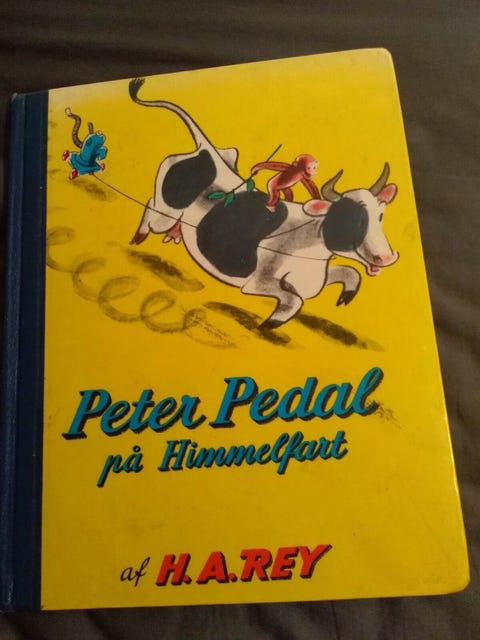 Peter Pedal
på Himmelfart
af H.A.REY